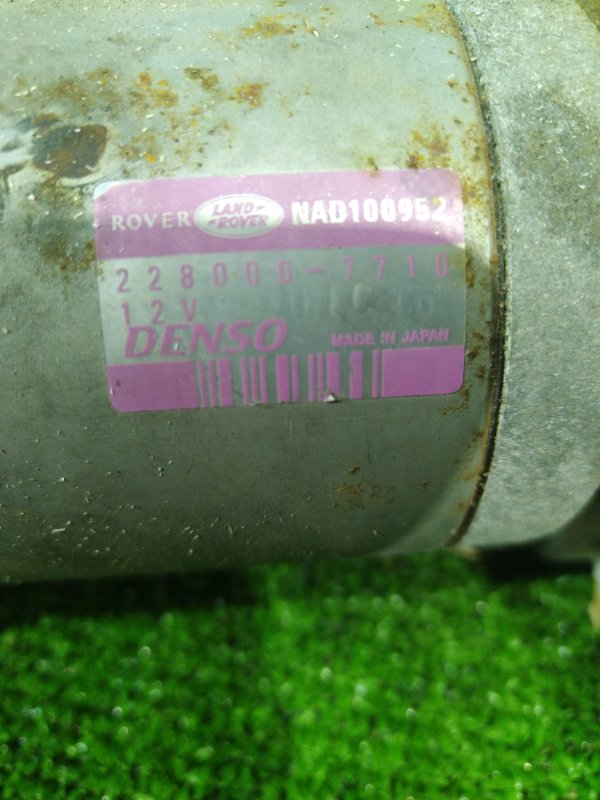 ROVER LAND-ROVER NAD100952
228000-7710
12V
DENSO MADE IN JAPAN